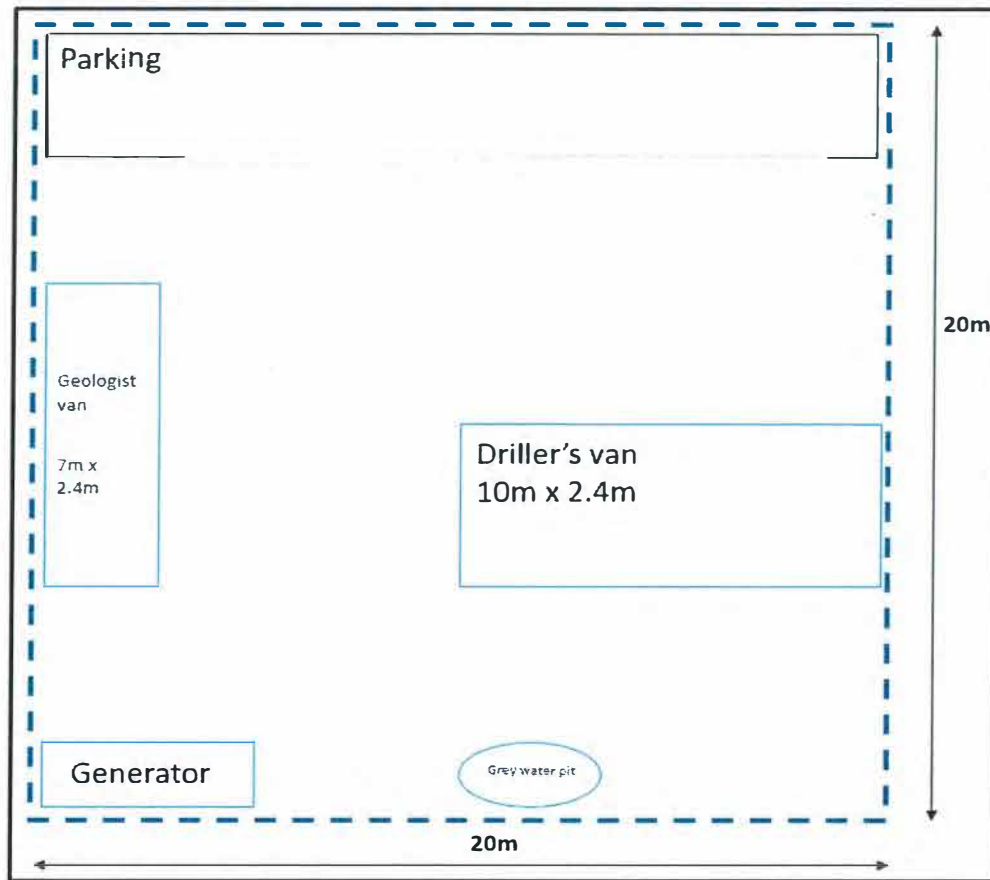 Parking
20m
Geologist
van
7m x
2.4m
Driller's van
10m x 2.4m
Generator
Grey water pit
20m